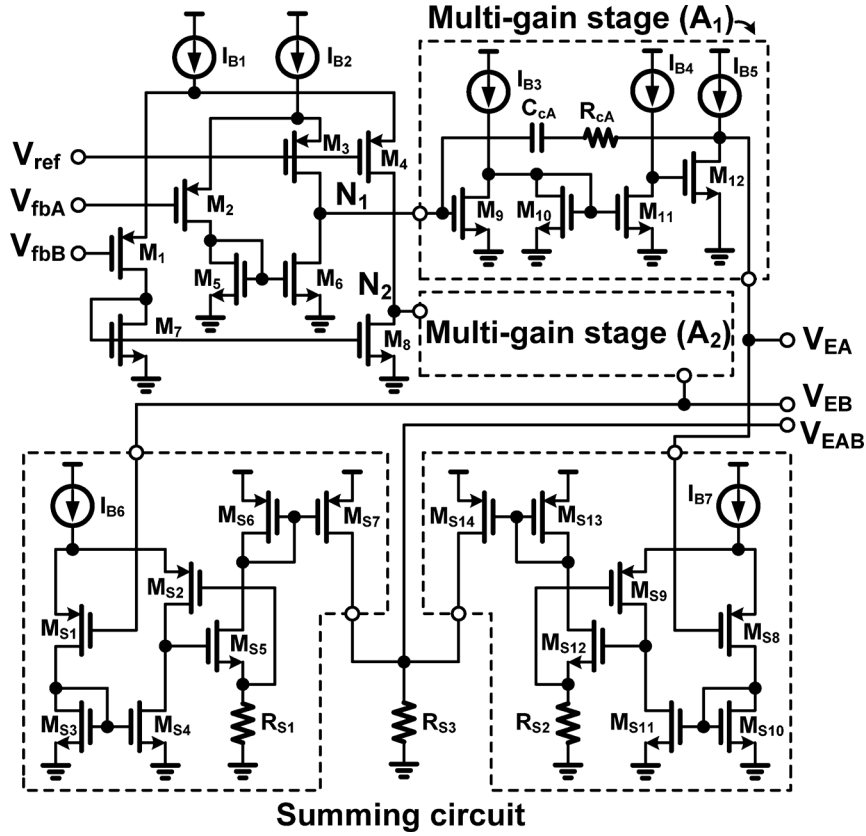 Multi-gain stage (A1)
IB1
IB2
IB3
IB4
IB5
CcA
RcA
Vref
M3
M4
M12
VfbA
M2
N1
M9
M10
M11
VfbB
M1
M5
M6
N2
M7
M8
Multi-gain stage (A2)
VEA
VEB
VEAB
IB6
MS6
MS7
MS14
MS13
IB7
MS2
MS9
MS1
MS5
MS12
MS8
MS3
MS4
RS1
RS3
RS2
MS11
MS10
Summing circuit